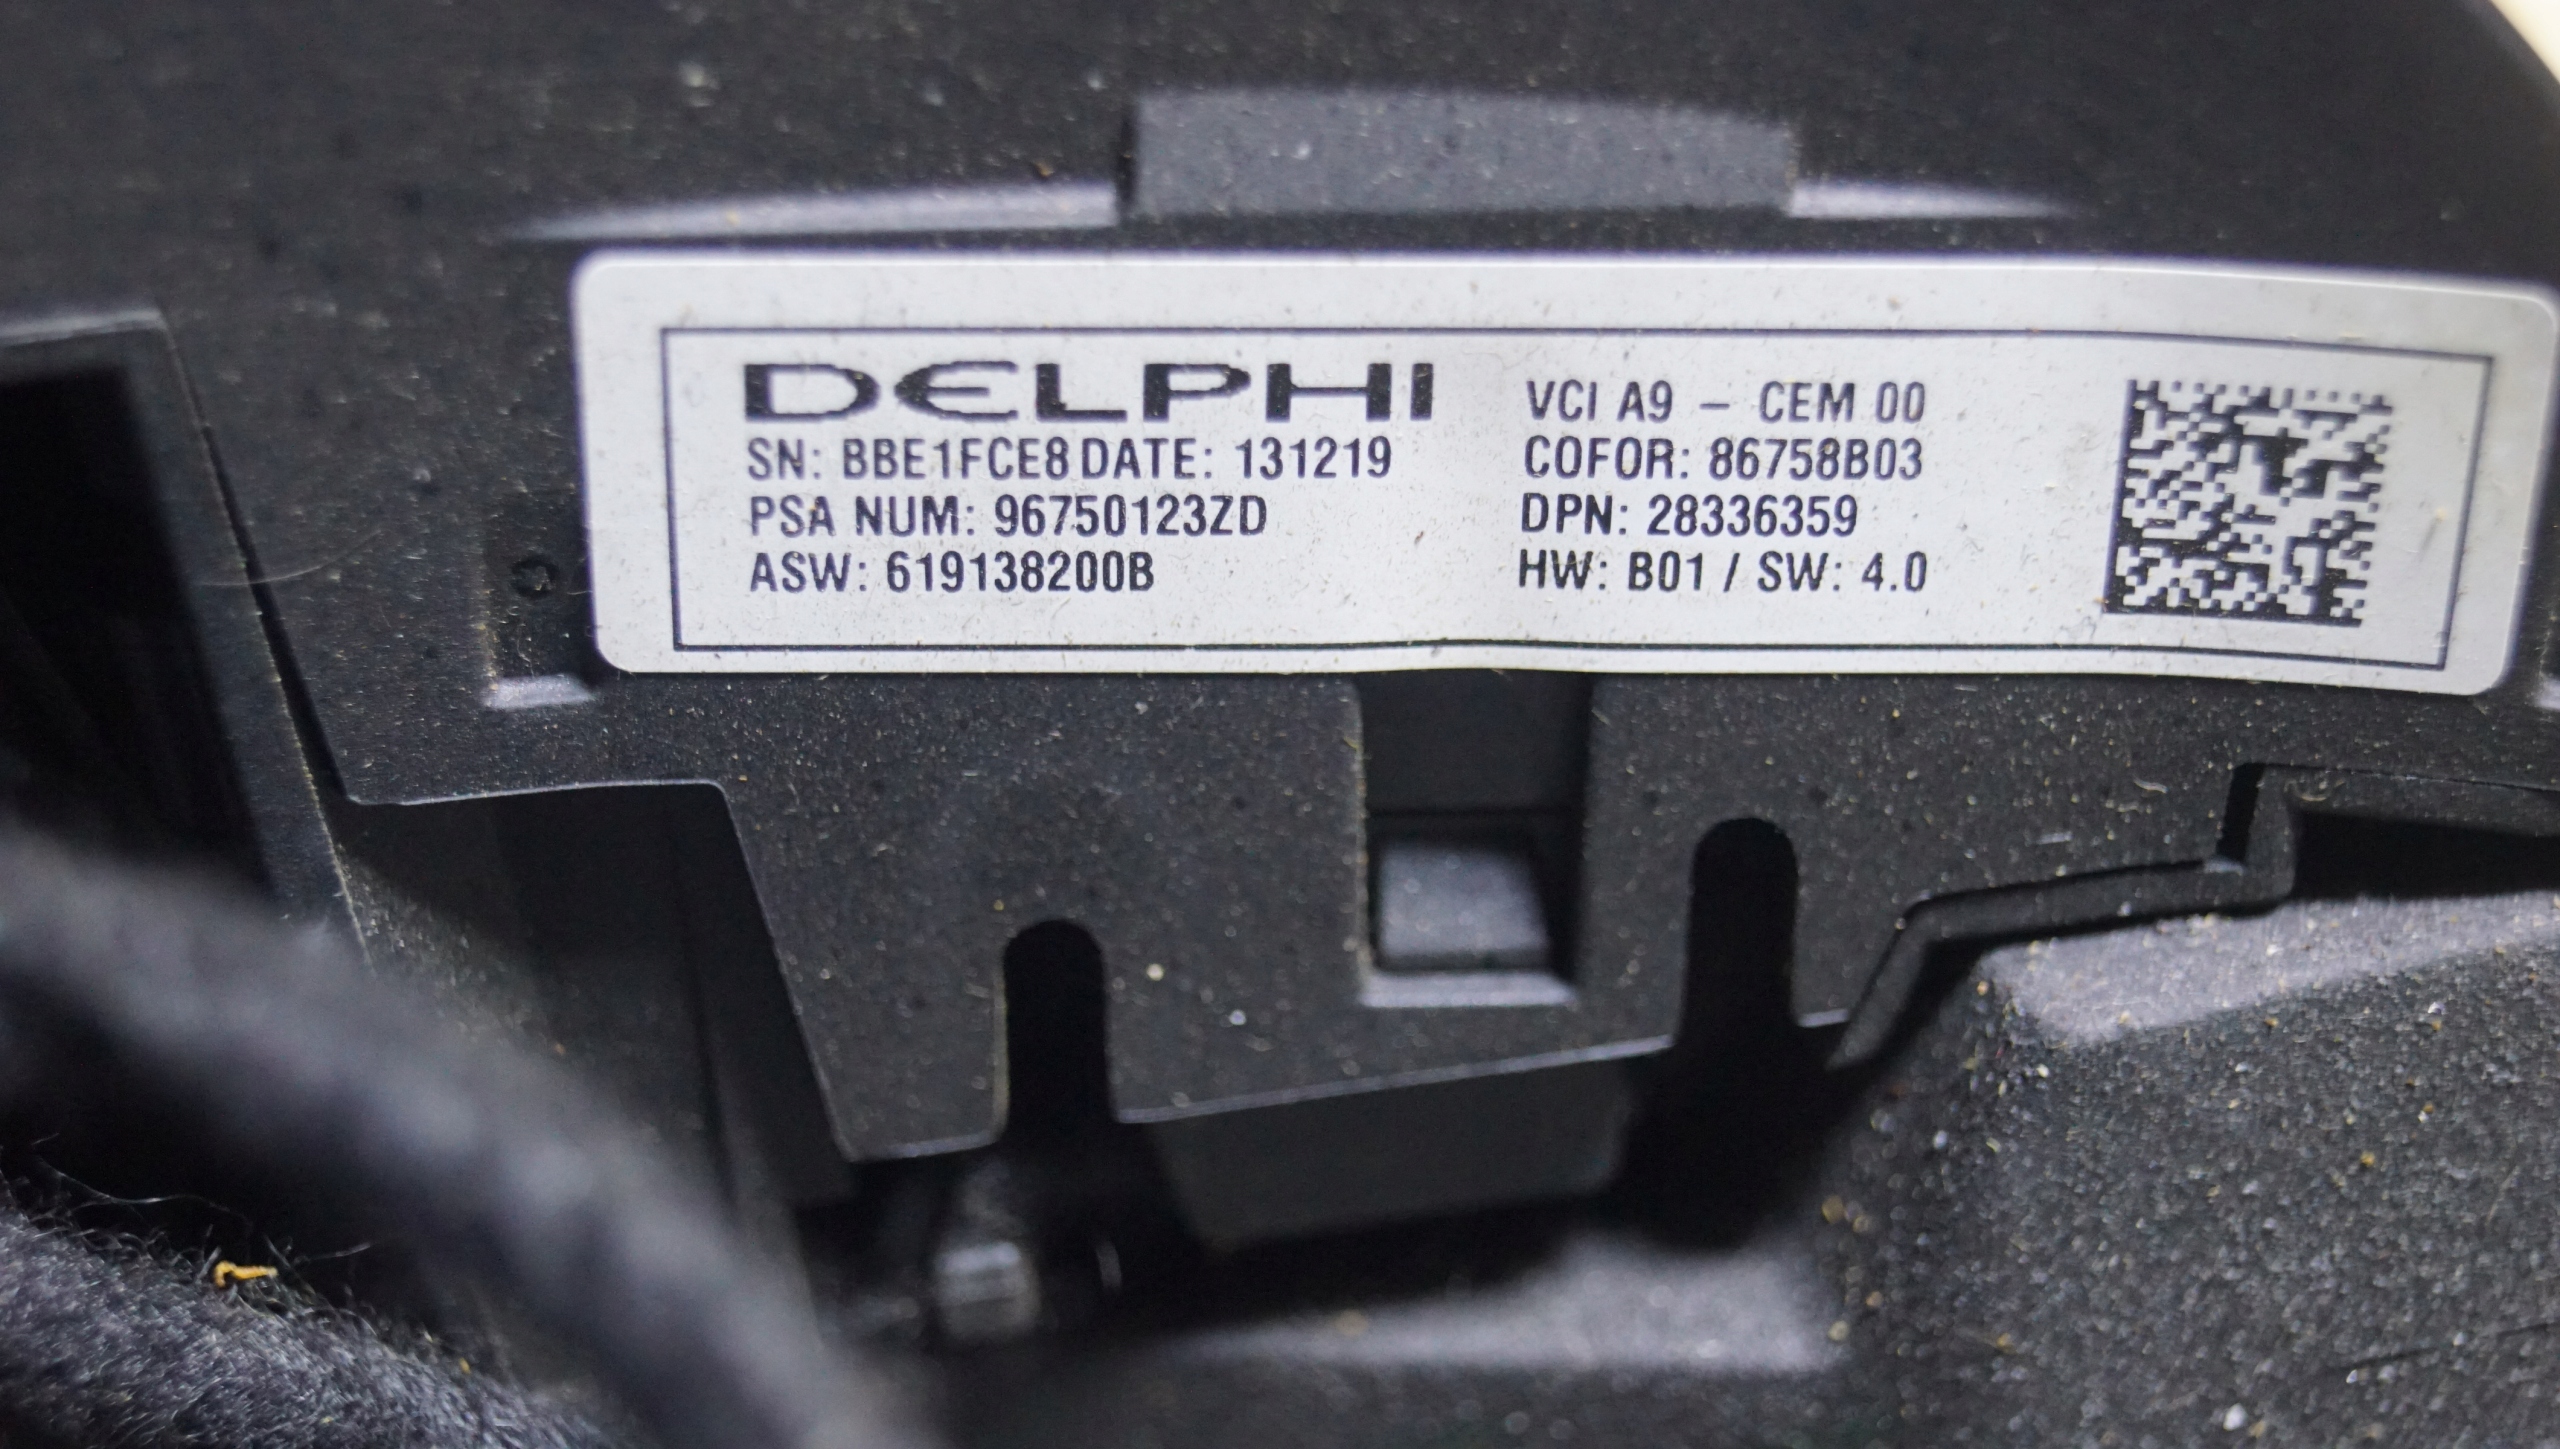 DELPHI
SN: BBE1FCE8 DATE: 131219
PSA NUM: 96750123ZD
ASW: 619138200B
VCI A9 – CEM 00
COFOR: 86758B03
DPN: 28336359
HW: B01 / SW: 4.0